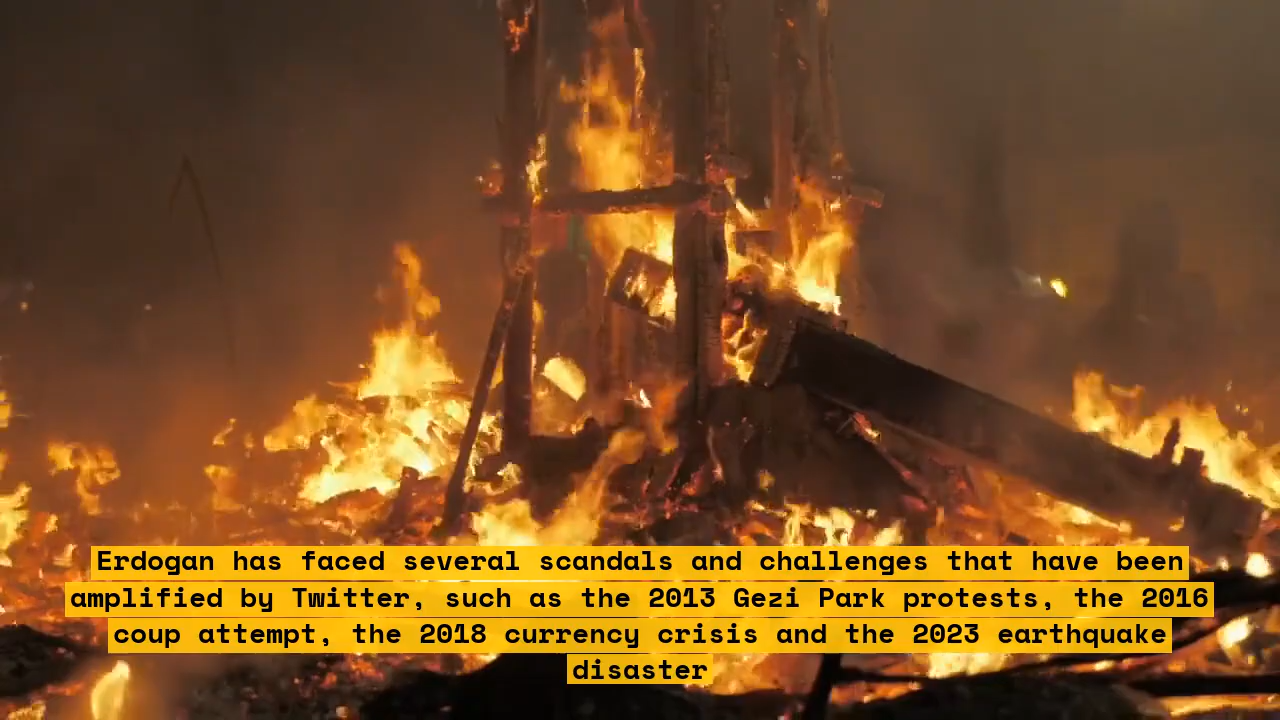 Erdogan has faced several scandals and challenges that have been
amplified by Twitter, such as the 2013 Gezi Park protests, the 2016
coup attempt, the 2018 currency crisis and the 2023 earthquake
disaster